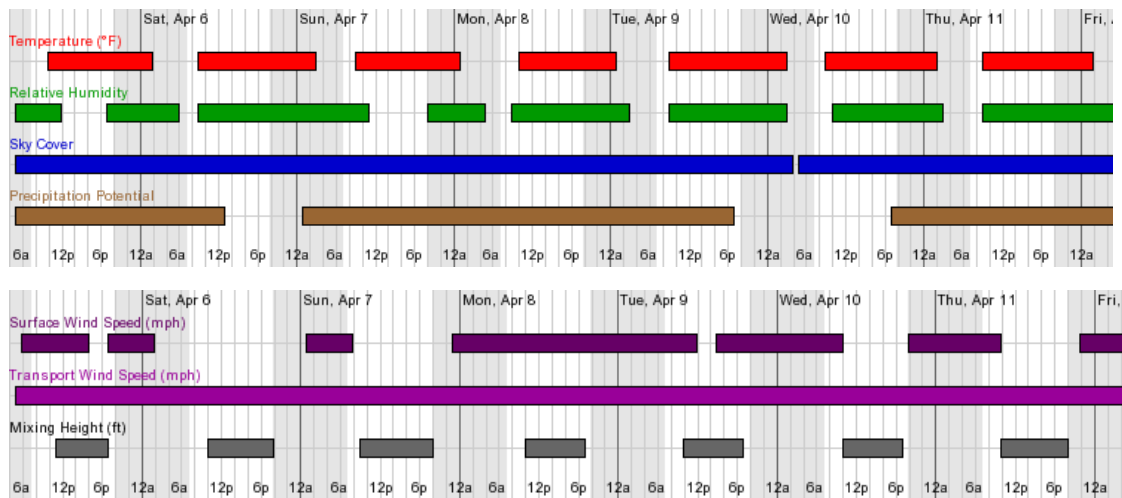 Sat, Apr 6 Sun, Apr 7 Mon, Apr 8 Tue, Apr 9 Wed, Apr 10 Thu, Apr 11 Fri,
Temperature (°F)
Relative Humidity
Sky Cover
Precipitation Potential
6a 12p 6p 12a 6a 12p 6p 12a 6a 12p 6p 12a 6a 12p 6p 12a 6a 12p 6p 12a 6a 12p 6p 12a 6a 12p 6p 12a
Sat, Apr 6 Sun, Apr 7 Mon, Apr 8 Tue, Apr 9 Wed, Apr 10 Thu, Apr 11 Fri,
Surface Wind Speed (mph)
Transport Wind Speed (mph)
Mixing Height (ft)
6a 12p 6p 12a 6a 12p 6p 12a 6a 12p 6p 12a 6a 12p 6p 12a 6a 12p 6p 12a 6a 12p 6p 12a 6a 12p 6p 12a